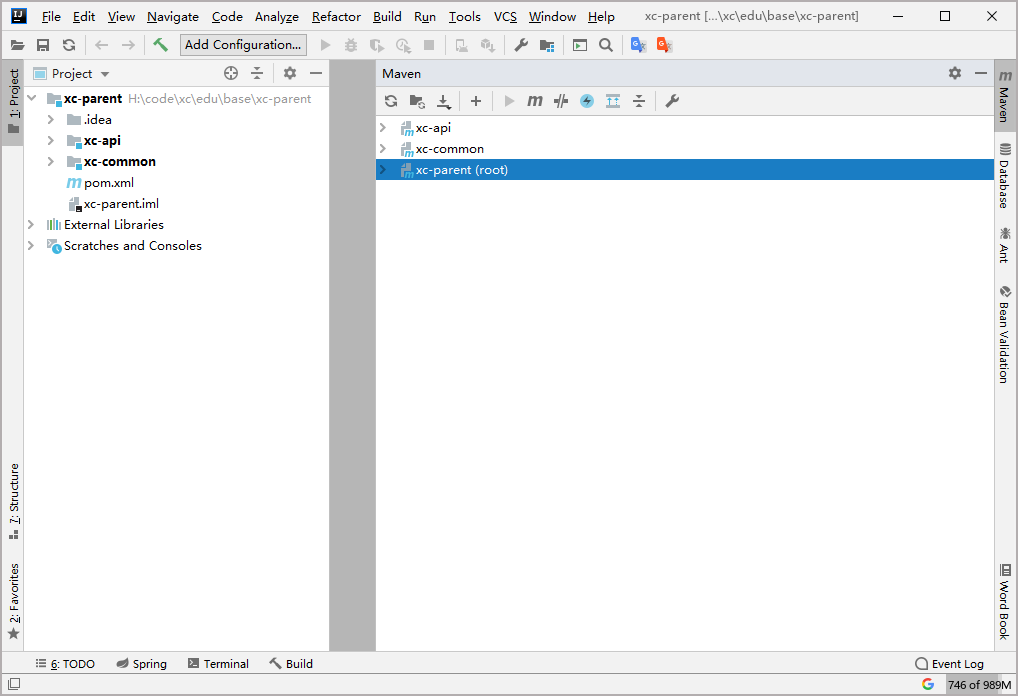 File Edit View Navigate Code Analyze Refactor Build Run Tools VCS Window Help xc-parent [...\xc\edu\base\xc-parent]
Add Configuration...
1: Project
Project
xc-parent H:\code\xc\edu\base\xc-parent
.idea
xc-api
xc-common
pom.xml
xc-parent.iml
External Libraries
Scratches and Consoles
7: Structure
2: Favorites
Maven
xc-api
xc-common
xc-parent (root)
Maven
Database
Ant
Bean Validation
Word Book
6: TODO Spring Terminal Build Event Log
746 of 989M